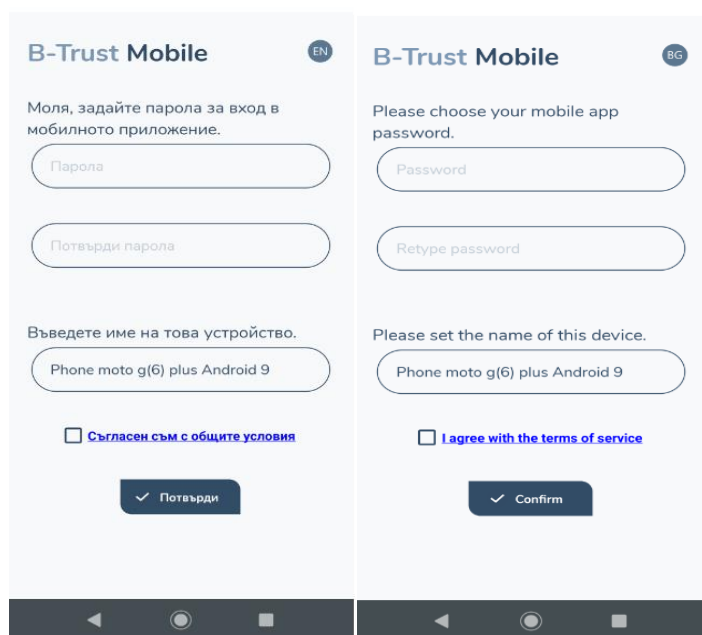 B-Trust Mobile
EN
Моля, задайте парола за вход в
мобилното приложение.
Парола
Потвърди парола
Въведете име на това устройство.
Phone moto g(6) plus Android 9
Съгласен съм с общите условия
Потвърди
B-Trust Mobile
BG
Please choose your mobile app
password.
Password
Retype password
Please set the name of this device.
Phone moto g(6) plus Android 9
I agree with the terms of service
Confirm